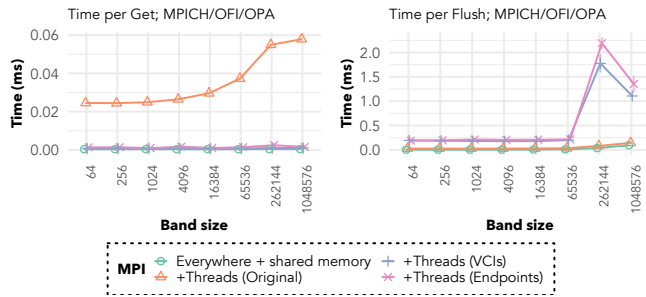 Time per Get; MPICH/OFI/OPA
Time (ms)
0.06
0.04
0.02
0.00
64
256
1024
4096
16384
65536
262144
1048576
Band size
Time per Flush; MPICH/OFI/OPA
Time (ms)
2.0
1.5
1.0
0.5
0.0
64
256
1024
4096
16384
65536
262144
1048576
Band size
MPI
Everywhere + shared memory
+Threads (Original)
+Threads (VCIs)
+Threads (Endpoints)